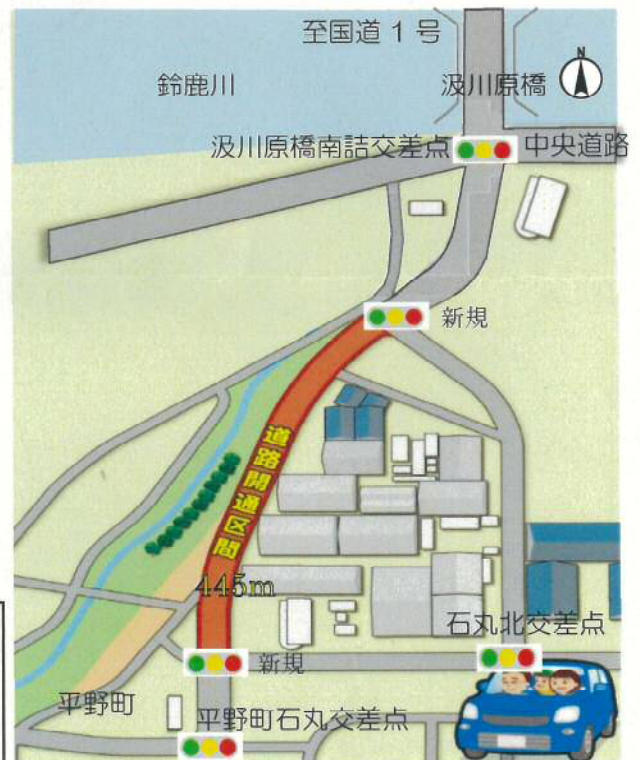 至国道 1 号
鈴鹿川
汲川原橋
N
汲川原橋南詰交差点
中央道路
新規
道路開通区間
445m
石丸北交差点
新規
平野町
平野町石丸交差点